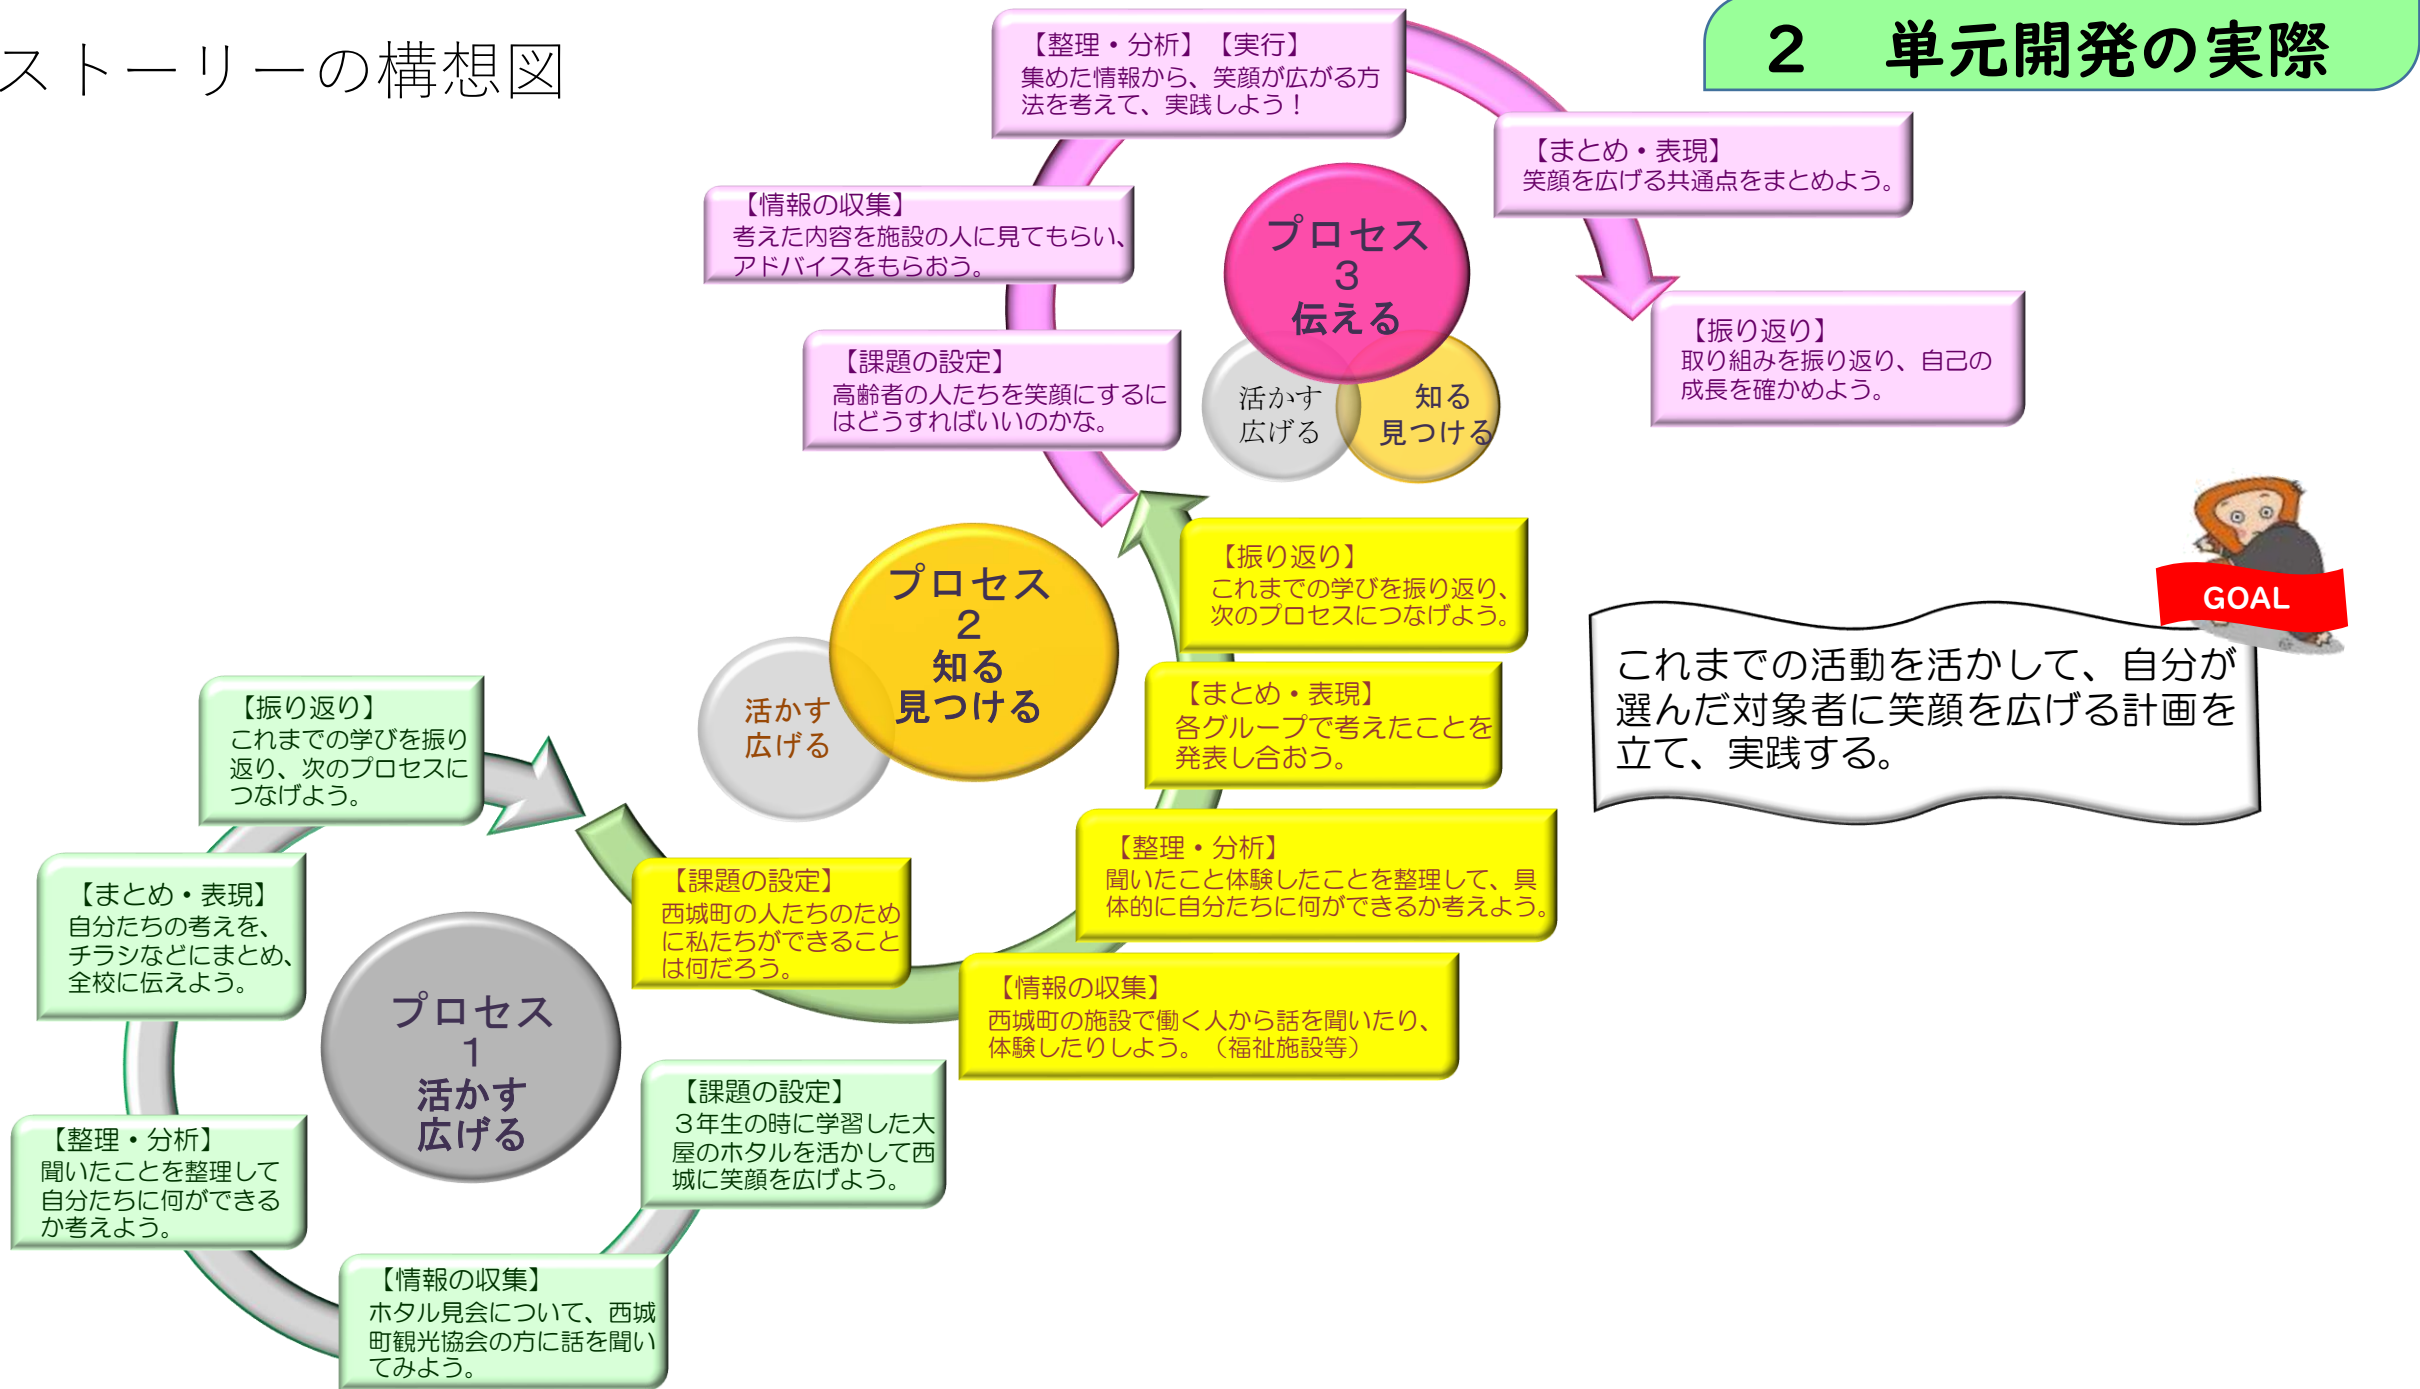 ストーリーの構想図
２　単元開発の実際
【整理・分析】【実行】
集めた情報から、笑顔が広がる方
法を考えて、実践しよう！
【まとめ・表現】
笑顔を広げる共通点をまとめよう。
【情報の収集】
考えた内容を施設の人に見てもらい、
アドバイスをもらおう。
プロセス
３
伝える
【振り返り】
取り組みを振り返り、自己の
成長を確かめよう。
【課題の設定】
高齢者の人たちを笑顔にするに
はどうすればいいのかな。
活かす
広げる
知る
見つける
【振り返り】
これまでの学びを振り返り、
次のプロセスにつなげよう。
プロセス
２
知る
見つける
活かす
広げる
GOAL
これまでの活動を活かして、自分が
選んだ対象者に笑顔を広げる計画を
立て、実践する。
【まとめ・表現】
各グループで考えたことを
発表し合おう。
【整理・分析】
聞いたこと体験したことを整理して、具
体的に自分たちに何ができるか考えよう。
【課題の設定】
西城町の人たちのため
に私たちができること
は何だろう。
【情報の収集】
西城町の施設で働く人から話を聞いたり、
体験したりしよう。（福祉施設等）
【振り返り】
これまでの学びを振り
返り、次のプロセスに
つなげよう。
【まとめ・表現】
自分たちの考えを、
チラシなどにまとめ、
全校に伝えよう。
プロセス
１
活かす
広げる
【課題の設定】
３年生の時に学習した大
屋のホタルを活かして西
城に笑顔を広げよう。
【整理・分析】
聞いたことを整理して
自分たちに何ができる
か考えよう。
【情報の収集】
ホタル見会について、西城
町観光協会の方に話を聞い
てみよう。